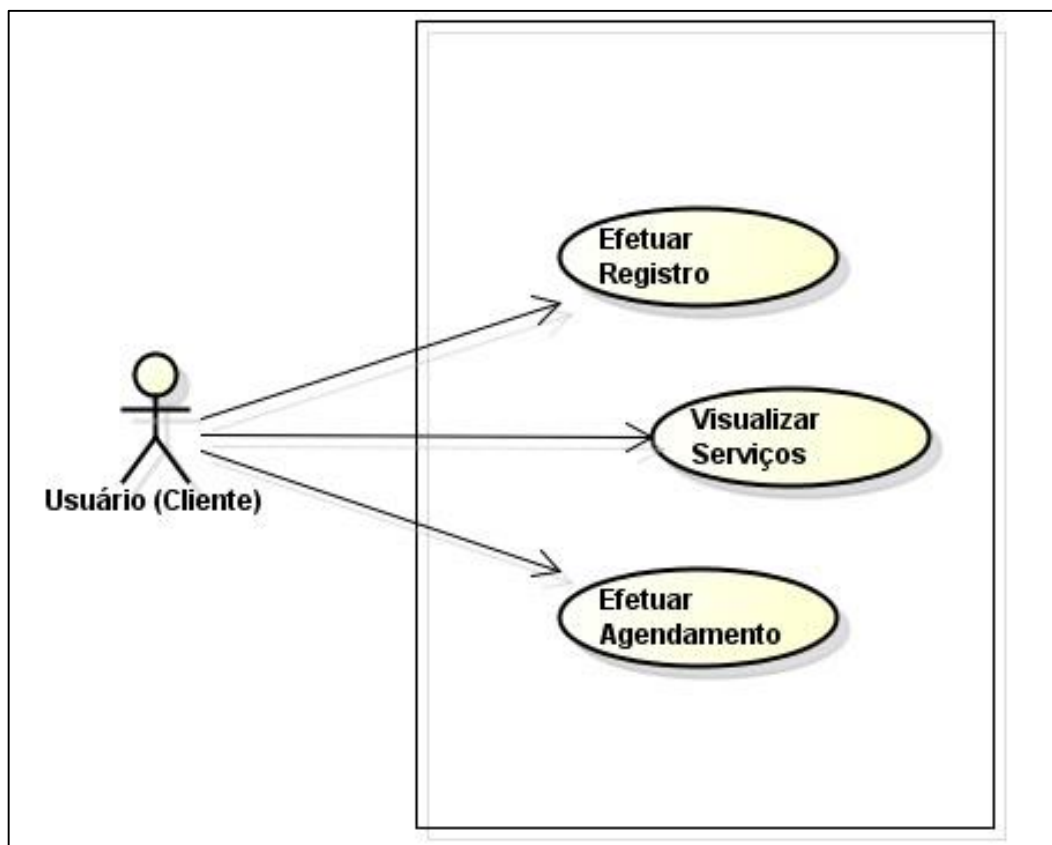 Efetuar
Registro
Visualizar
Serviços
Usuário (Cliente)
Efetuar
Agendamento